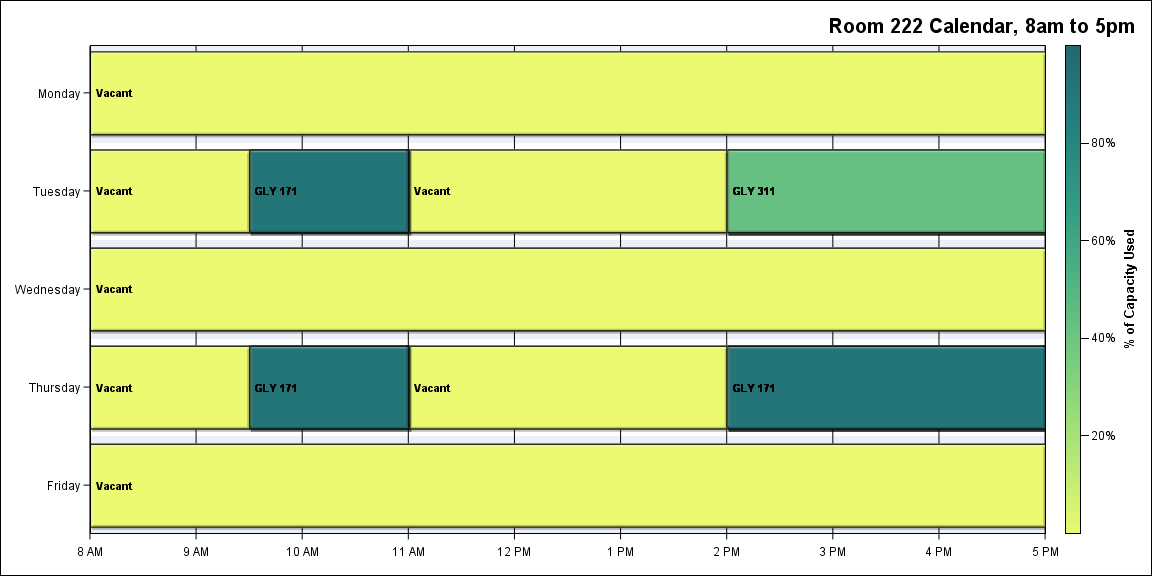 Room 222 Calendar, 8am to 5pm
Monday
Vacant
80%
Tuesday
Vacant
GLY 171
Vacant
GLY 311
60%
% of Capacity Used
Wednesday
Vacant
40%
Thursday
Vacant
GLY 171
Vacant
GLY 171
20%
Friday
Vacant
8 AM
9 AM
10 AM
11 AM
12 PM
1 PM
2 PM
3 PM
4 PM
5 PM